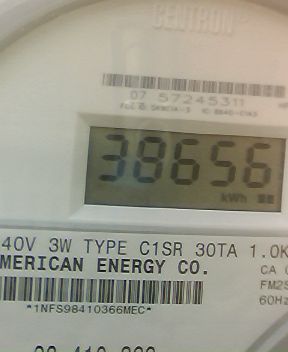 CENTRON
07 57245311
38656
kWh
40V 3W TYPE C1SR 30TA 1.0K
MERICAN ENERGY CO.
CA
FM2S
60Hz
*1NFS98410366MEC*